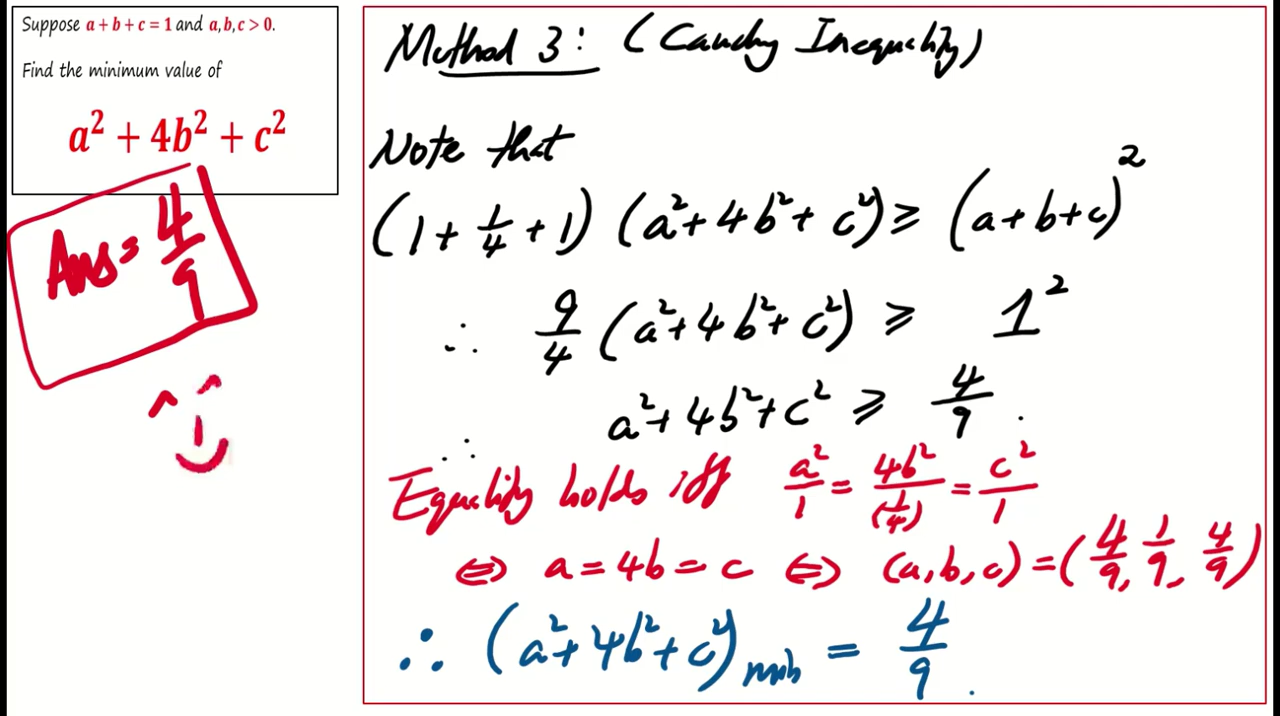 Suppose a + b + c = 1 and a, b, c > 0.
Find the minimum value of
a² + 4b² + c²
Ans = 4/9
Method 3: (Cauchy Inequality)
Note that
(1 + 1/4 + 1) (a² + 4b² + c²) ≥ (a + b + c)²
∴ 9/4 (a² + 4b² + c²) ≥ 1²
∴ a² + 4b² + c² ≥ 4/9.
Equality holds iff a²/1 = 4b²/(1/4) = c²/1
⇔ a = 4b = c ⇔ (a, b, c) = (4/9, 1/9, 4/9)
∴ (a² + 4b² + c²)min = 4/9.